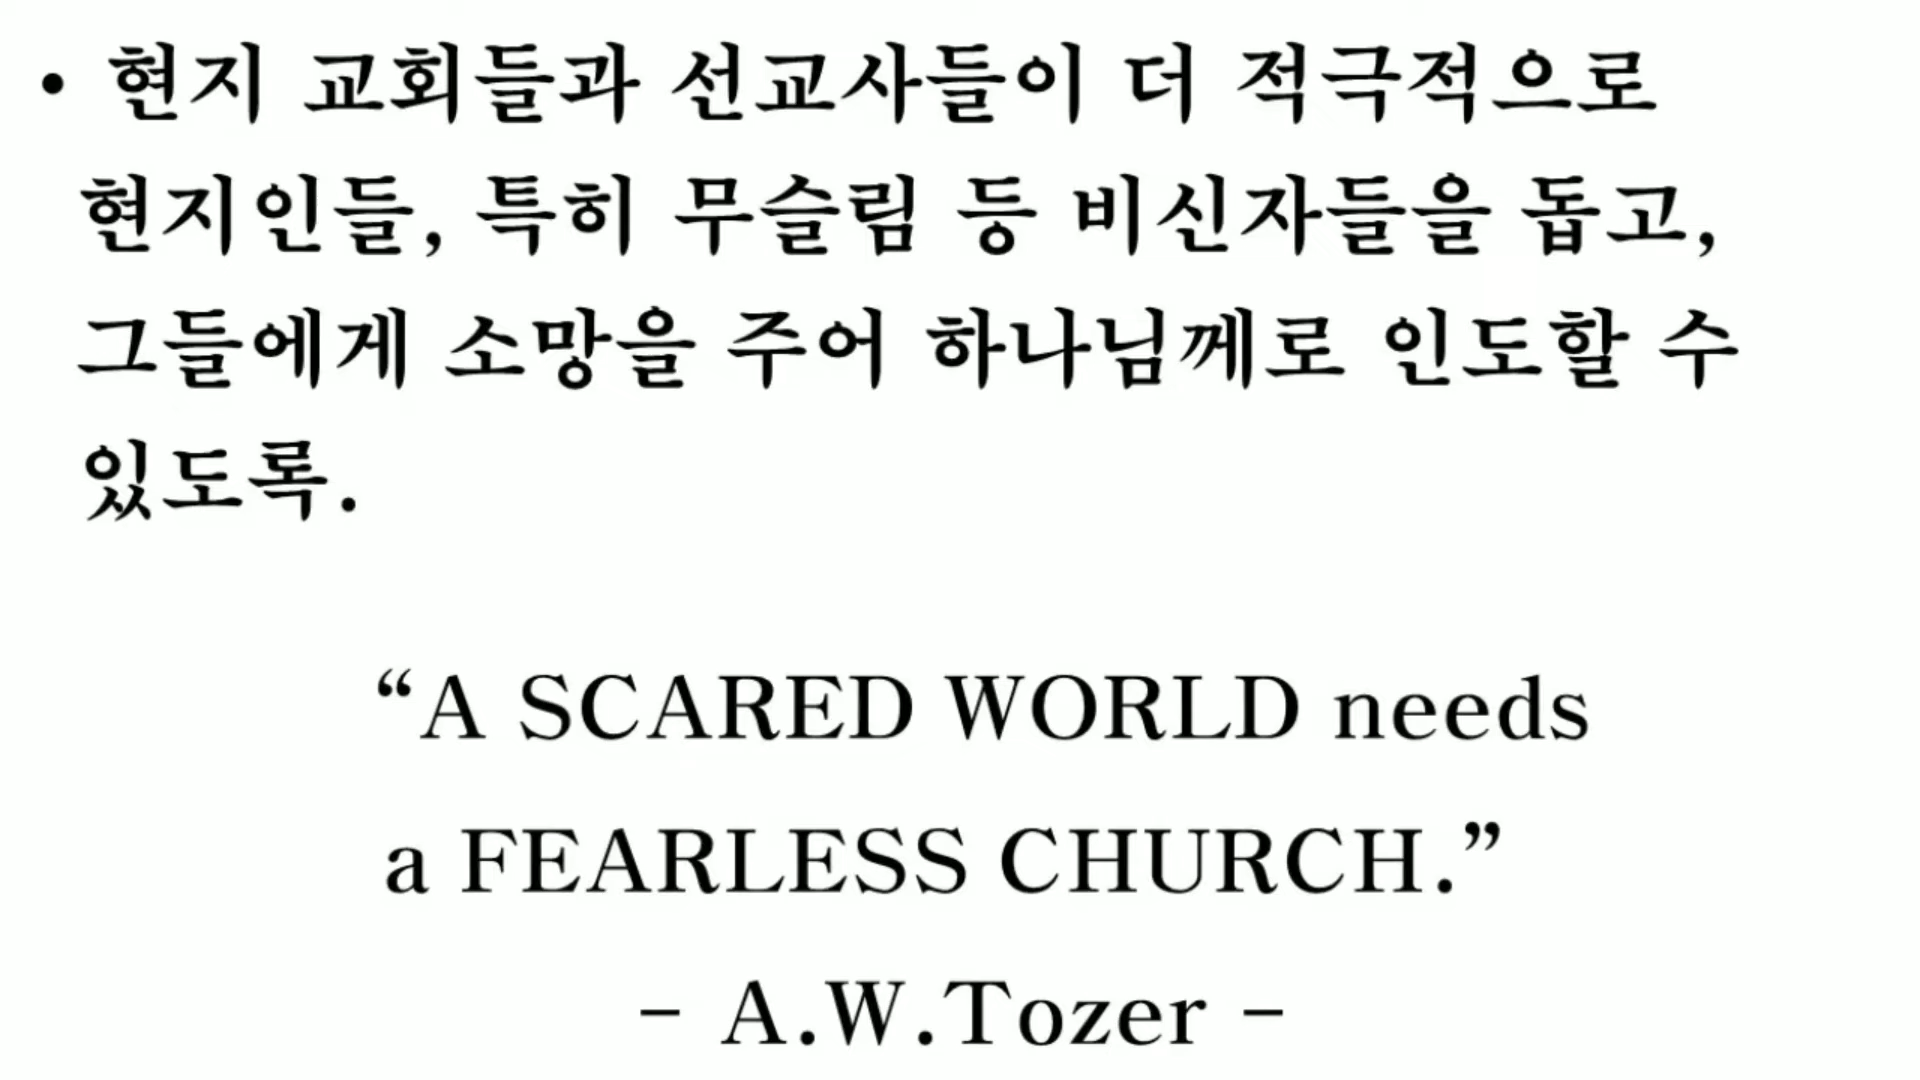 • 현지 교회들과 선교사들이 더 적극적으로
현지인들, 특히 무슬림 등 비신자들을 돕고,
그들에게 소망을 주어 하나님께로 인도할 수
있도록.
“A SCARED WORLD needs
a FEARLESS CHURCH.”
– A.W.Tozer –